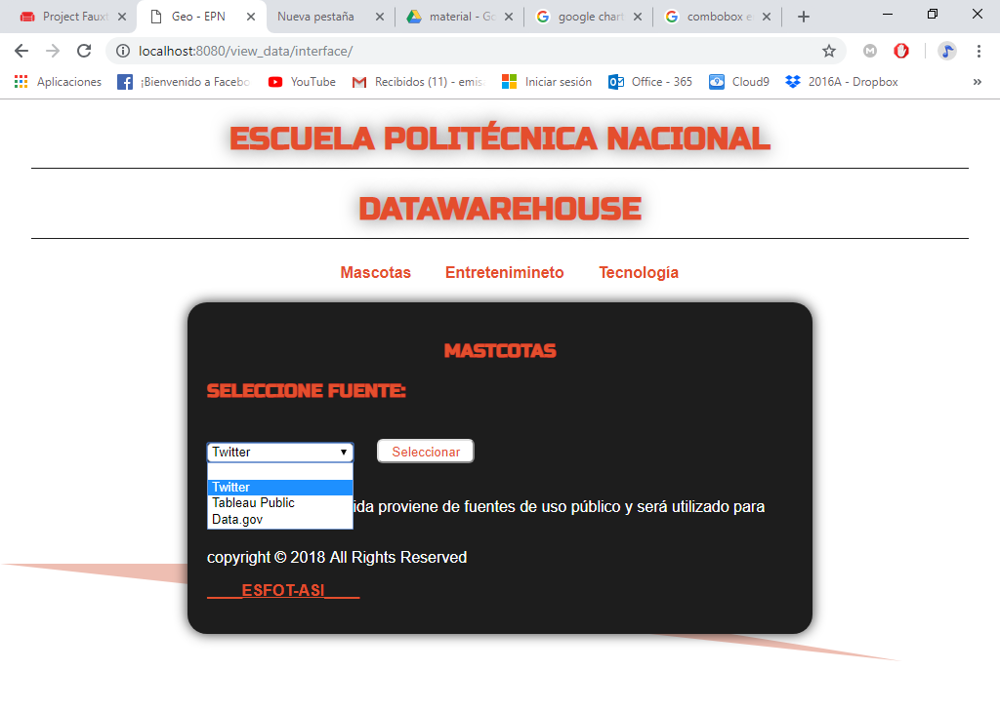 Project Fauxt
Geo - EPN
Nueva pestaña
material - Go
google chart
combobox e
localhost:8080/view_data/interface/
Aplicaciones
¡Bienvenido a Facebo
YouTube
Recibidos (11) - emis
Iniciar sesión
Office - 365
Cloud9
2016A - Dropbox
»
ESCUELA POLITÉCNICA NACIONAL
DATAWAREHOUSE
Mascotas Entretenimineto Tecnología
MASTCOTAS
SELECCIONE FUENTE:
Twitter Seleccionar
Twitter
Tableau Public
Data.gov
ida proviene de fuentes de uso público y será utilizado para
copyright © 2018 All Rights Reserved
____ESFOT-ASI____